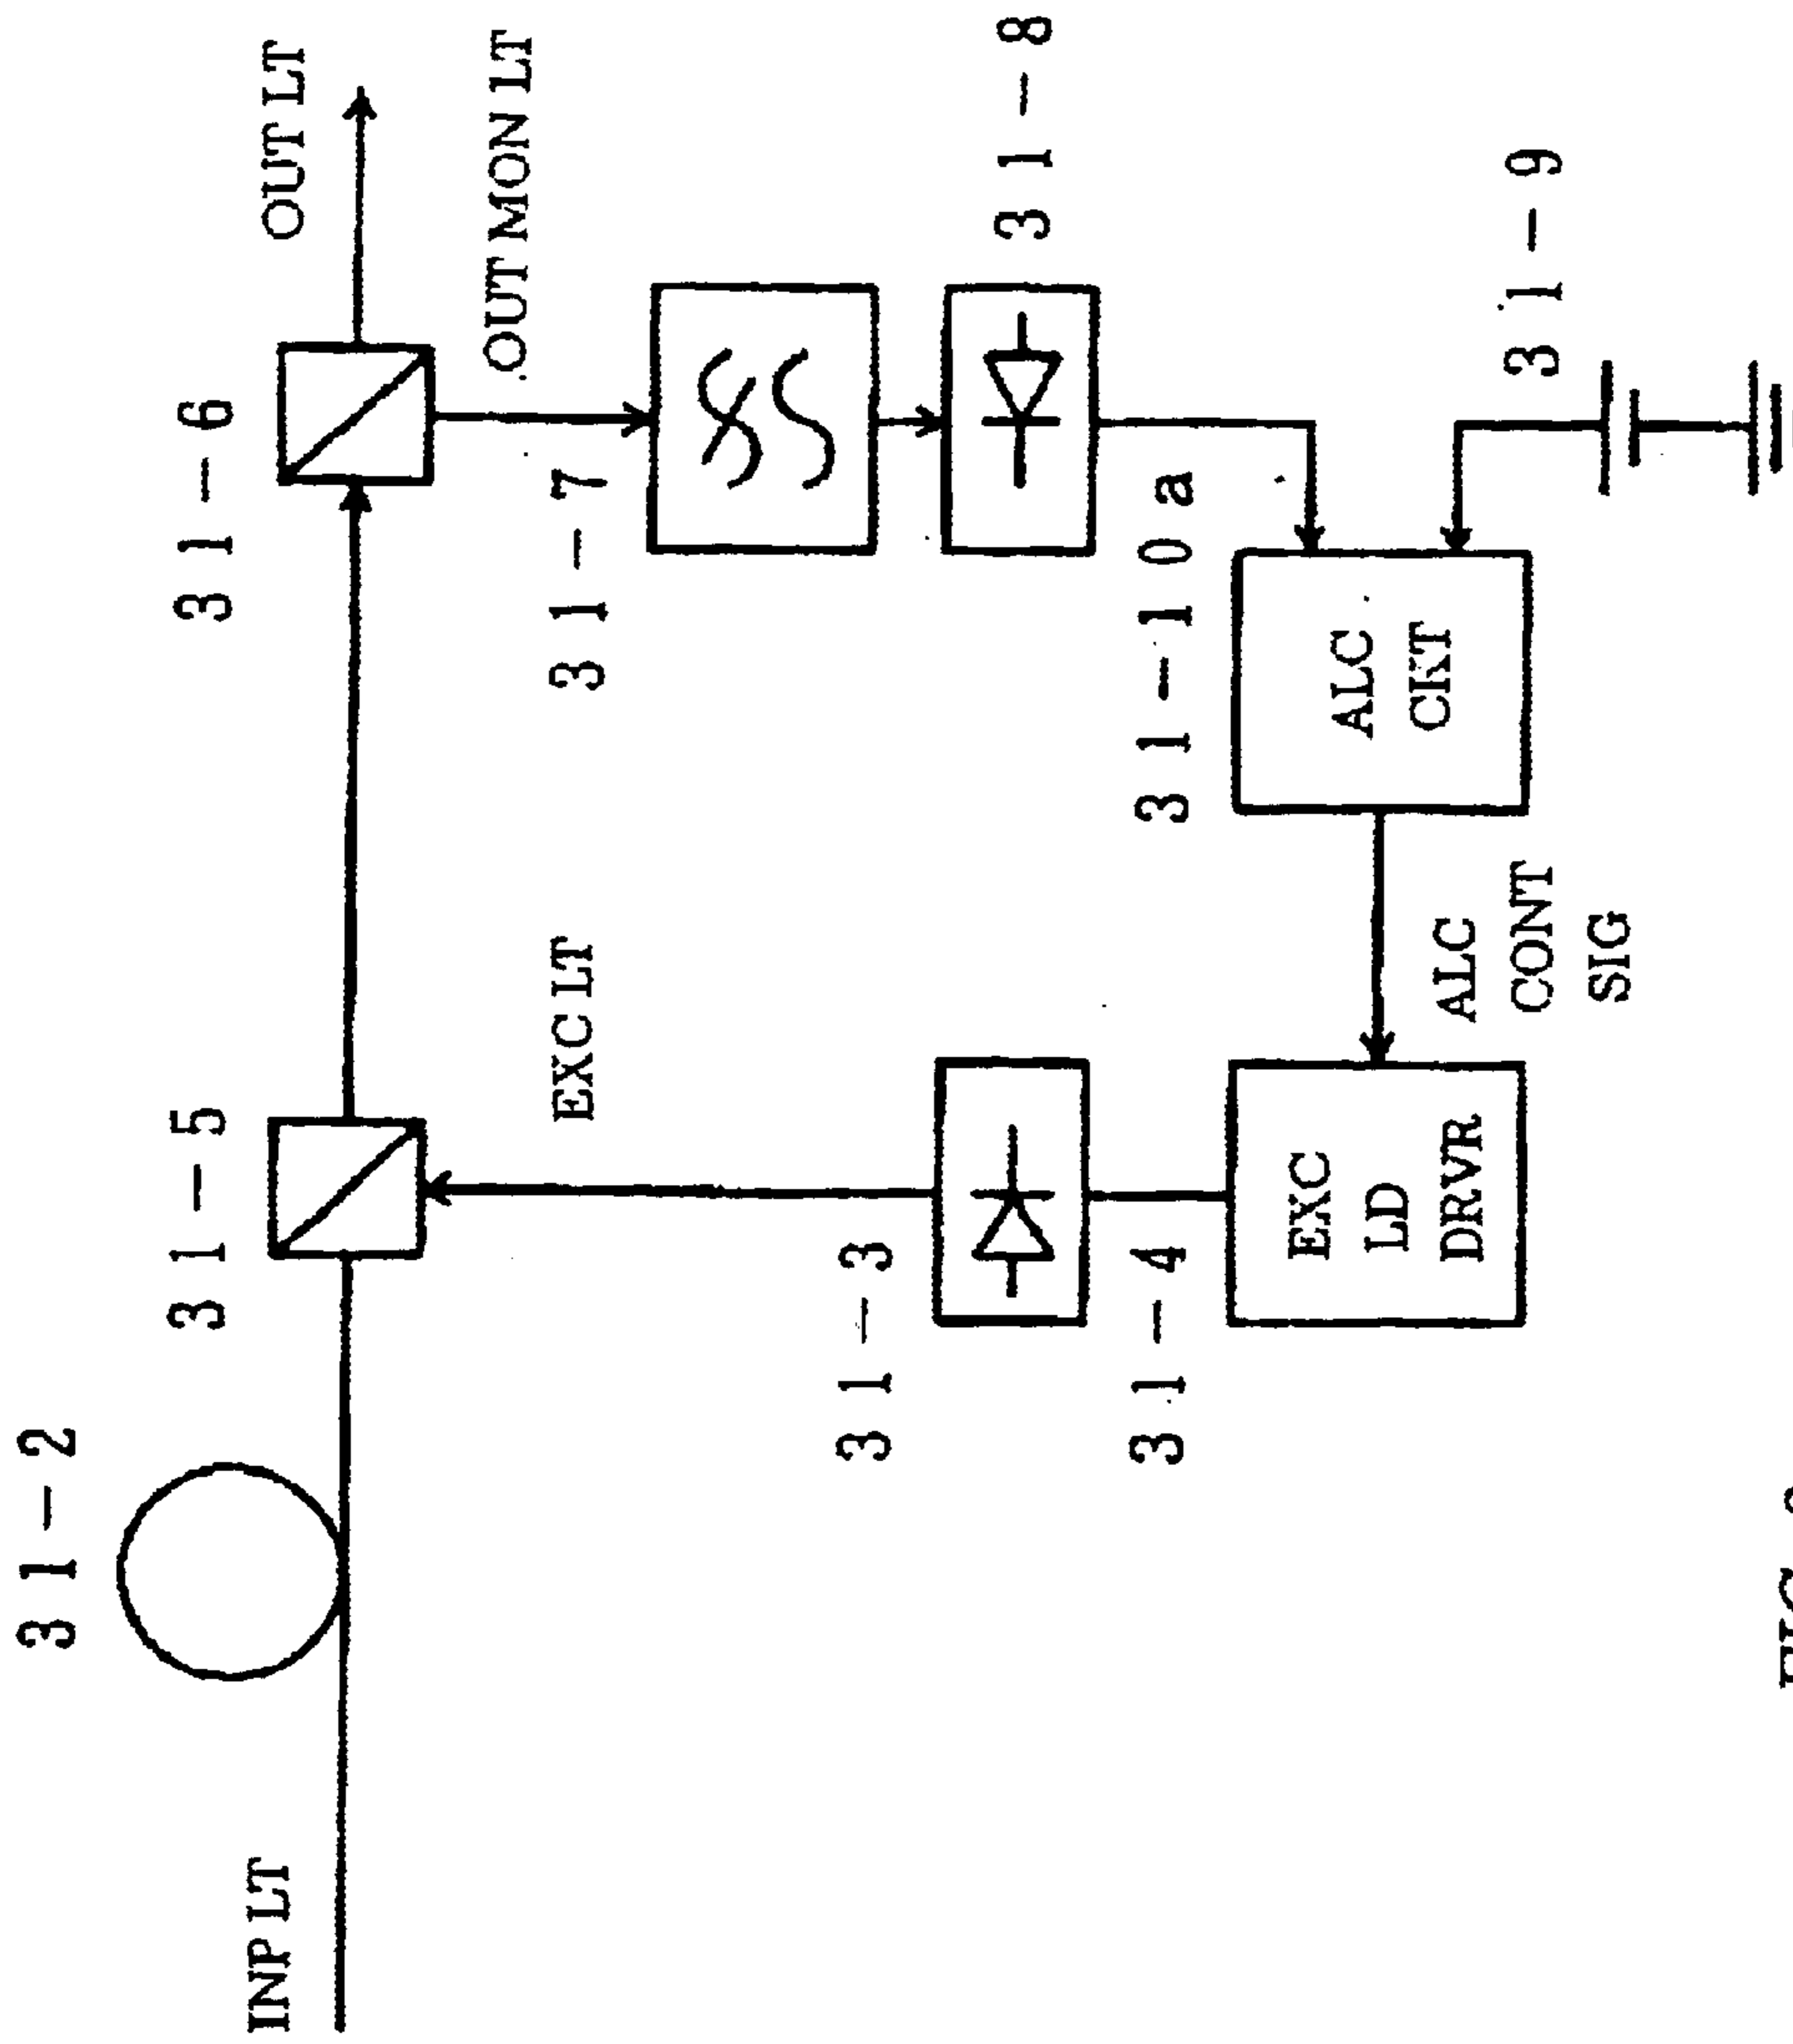 31-2
31-5
31-6
INP LT
OUT LT
EXC LT
OUT MON LT
31-7
31-3
31-8
31-4
31-10a
EXC
LD
DRVR
ALC
CKT
ALC
CONT
SIG
31-9